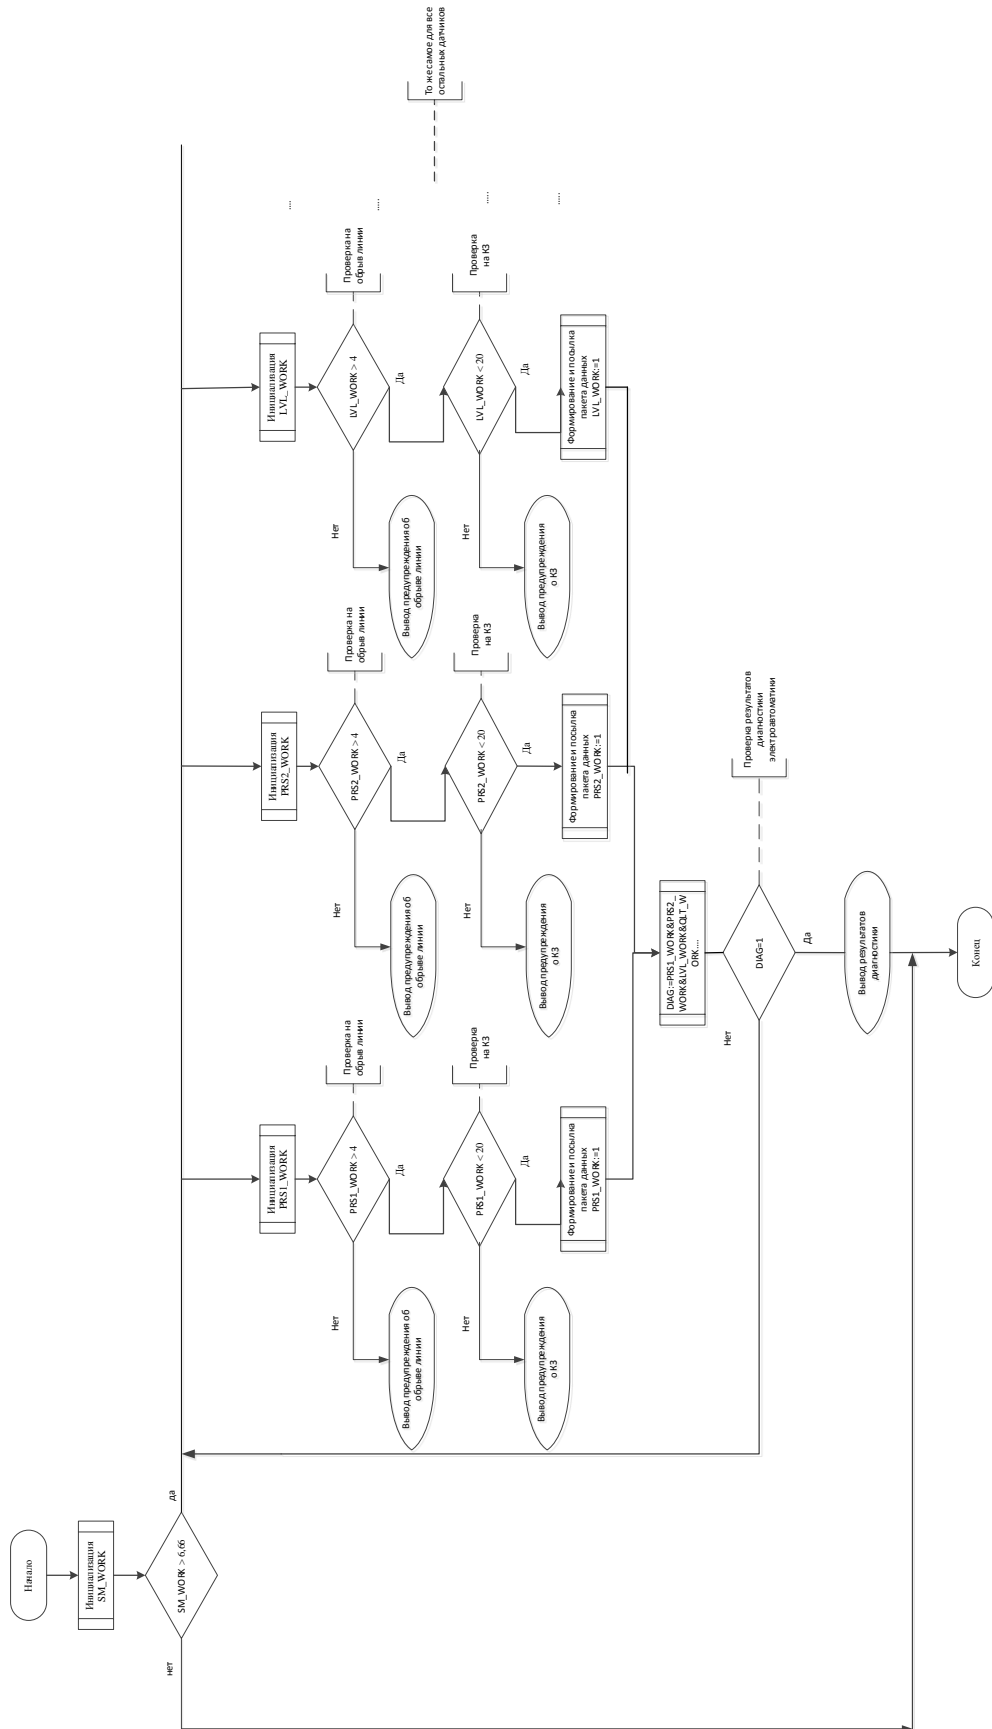 Начало
Инициализация
SM_WORK
SM_WORK > 6,66
нет
да
Инициализация
PRS1_WORK
PRS1_WORK > 4
Проверка на
обрыв линии
Нет
Да
Вывод предупреждения об
обрыве линии
PRS1_WORK < 20
Проверка
на КЗ
Нет
Да
Вывод предупреждения
о КЗ
Формирование и посылка
пакета данных
PRS1_WORK:=1
Инициализация
PRS2_WORK
PRS2_WORK > 4
Проверка на
обрыв линии
Нет
Да
Вывод предупреждения об
обрыве линии
PRS2_WORK < 20
Проверка
на КЗ
Нет
Да
Вывод предупреждения
о КЗ
Формирование и посылка
пакета данных
PRS2_WORK:=1
Инициализация
LVL_WORK
LVL_WORK > 4
Проверка на
обрыв линии
Нет
Да
Вывод предупреждения об
обрыве линии
LVL_WORK < 20
Проверка
на КЗ
Нет
Да
Вывод предупреждения
о КЗ
Формирование и посылка
пакета данных
LVL_WORK:=1
....
.....
.....
.....
То же самое для все
остальных датчиков
DIAG:=PRS1_WORK&PRS2_
WORK&LVL_WORK&QLT_W
ORK.....
DIAG=1
Проверка результатов
диагностики
электроавтоматики
Нет
Да
Вывод результатов
диагностики
Конец